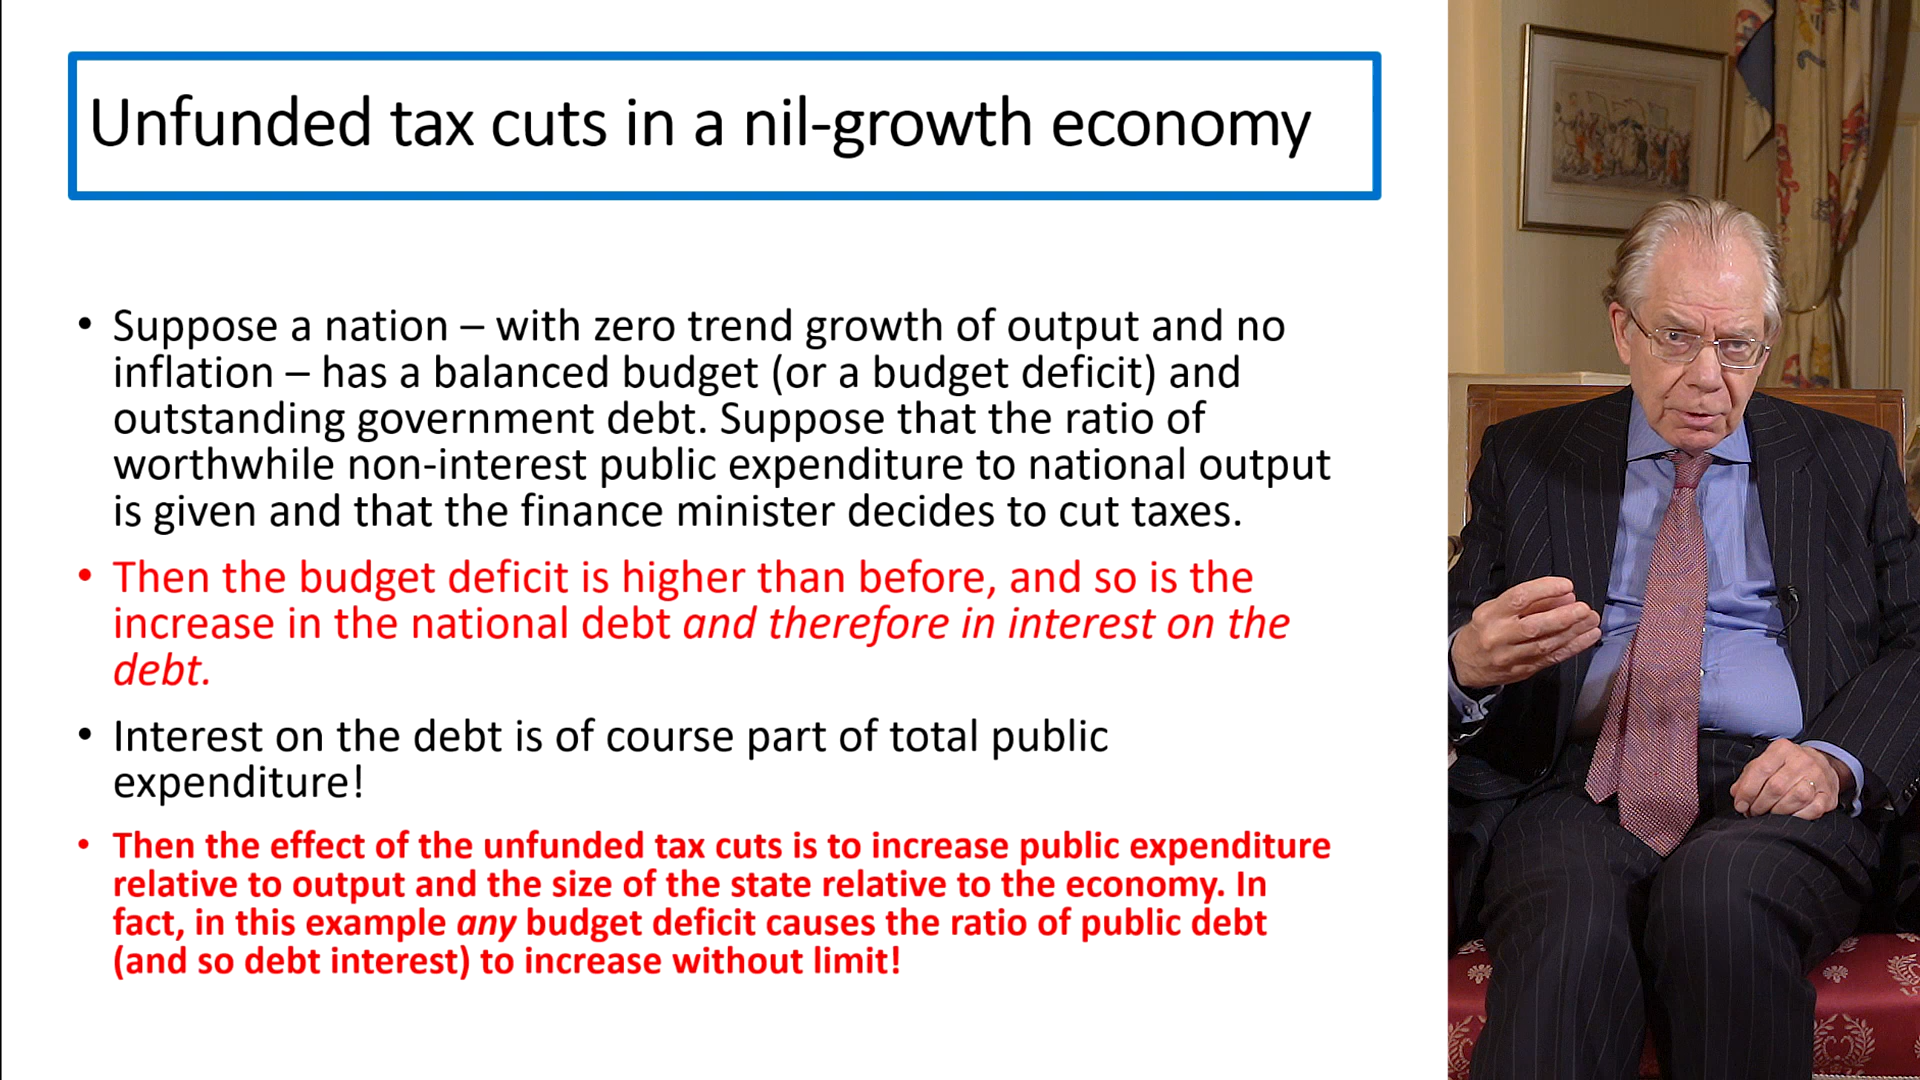 Unfunded tax cuts in a nil-growth economy
• Suppose a nation – with zero trend growth of output and no
inflation – has a balanced budget (or a budget deficit) and
outstanding government debt. Suppose that the ratio of
worthwhile non-interest public expenditure to national output
is given and that the finance minister decides to cut taxes.
• Then the budget deficit is higher than before, and so is the
increase in the national debt and therefore in interest on the
debt.
• Interest on the debt is of course part of total public
expenditure!
• Then the effect of the unfunded tax cuts is to increase public expenditure
relative to output and the size of the state relative to the economy. In
fact, in this example any budget deficit causes the ratio of public debt
(and so debt interest) to increase without limit!